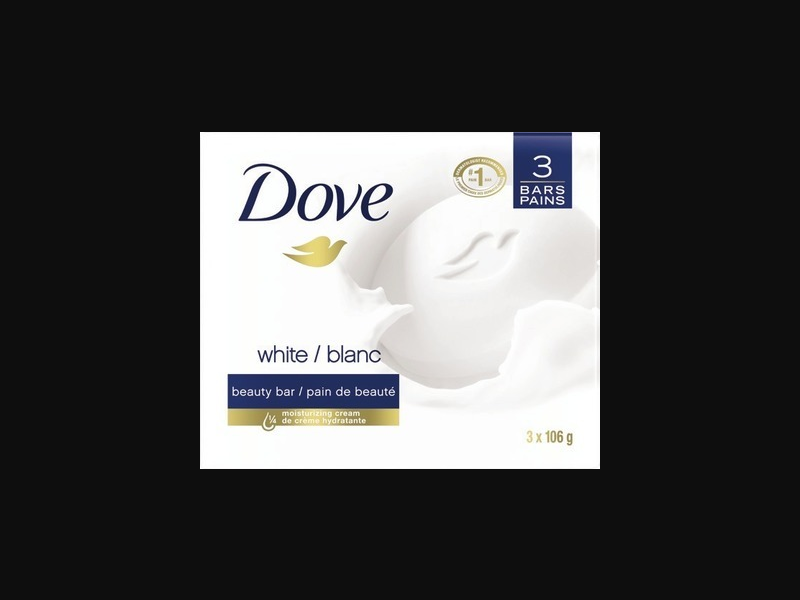 Dove
#1
3
BARS
PAINS
white / blanc
beauty bar / pain de beauté
1/4 moisturizing cream
de crème hydratante
3 x 106 g